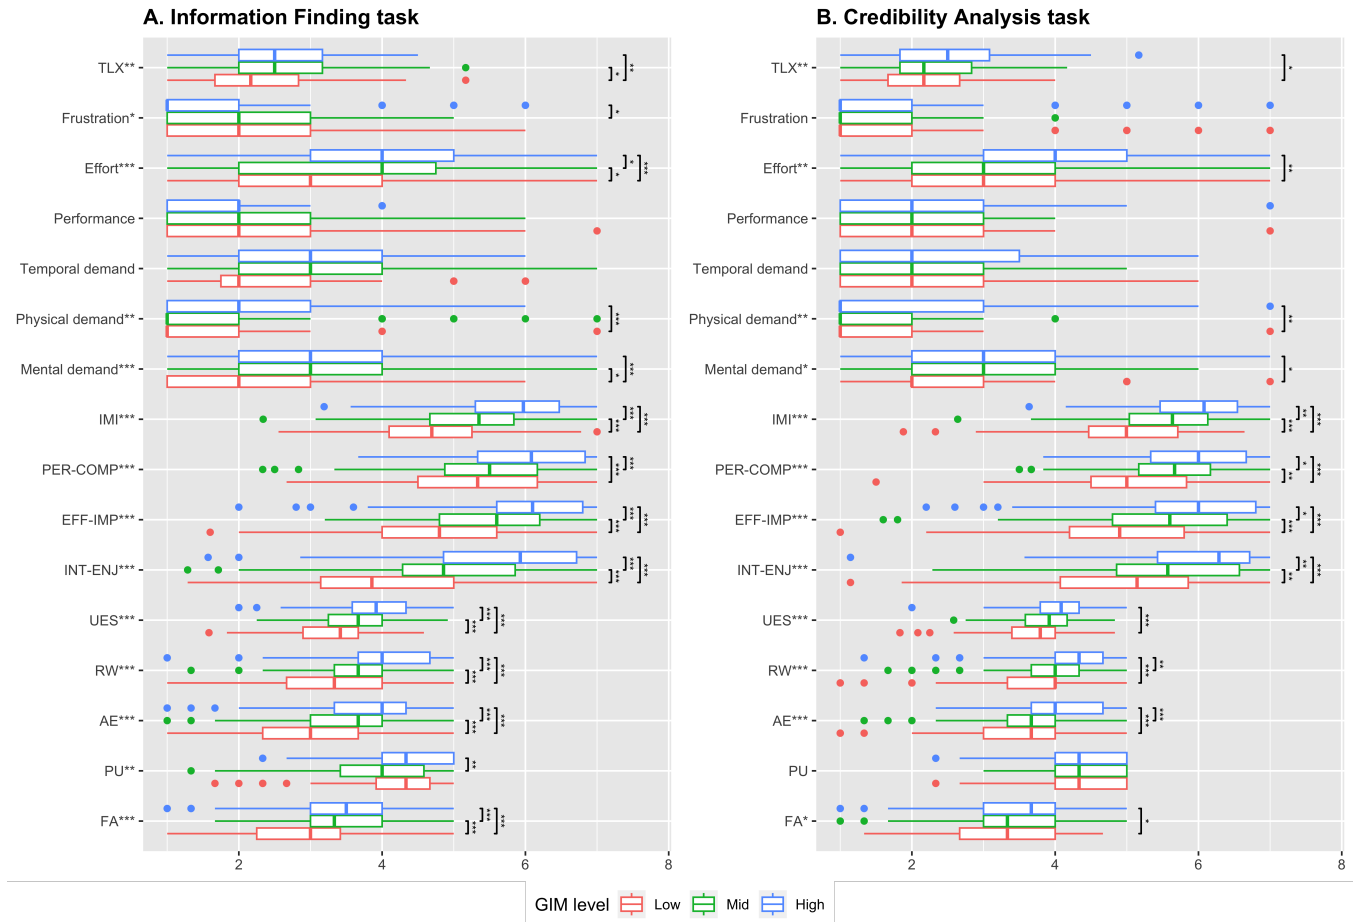 A. Information Finding task
TLX**
Frustration*
Effort***
Performance
Temporal demand
Physical demand**
Mental demand***
IMI***
PER-COMP***
EFF-IMP***
INT-ENJ***
UES***
RW***
AE***
PU**
FA***
* **
*
* * ***
***
* ***
*** *** ***
*** ***
*** *** ***
*** *** ***
*** *** ***
*** *** ***
*** *** ***
**
*** *** ***
2 4 6 8
B. Credibility Analysis task
TLX**
Frustration
Effort**
Performance
Temporal demand
Physical demand**
Mental demand*
IMI***
PER-COMP***
EFF-IMP***
INT-ENJ***
UES***
RW***
AE***
PU
FA*
*
**
**
*
*** ** ***
** * ***
*** * ***
** ** ***
***
*** **
*** ***
*
2 4 6 8
GIM level Low Mid High